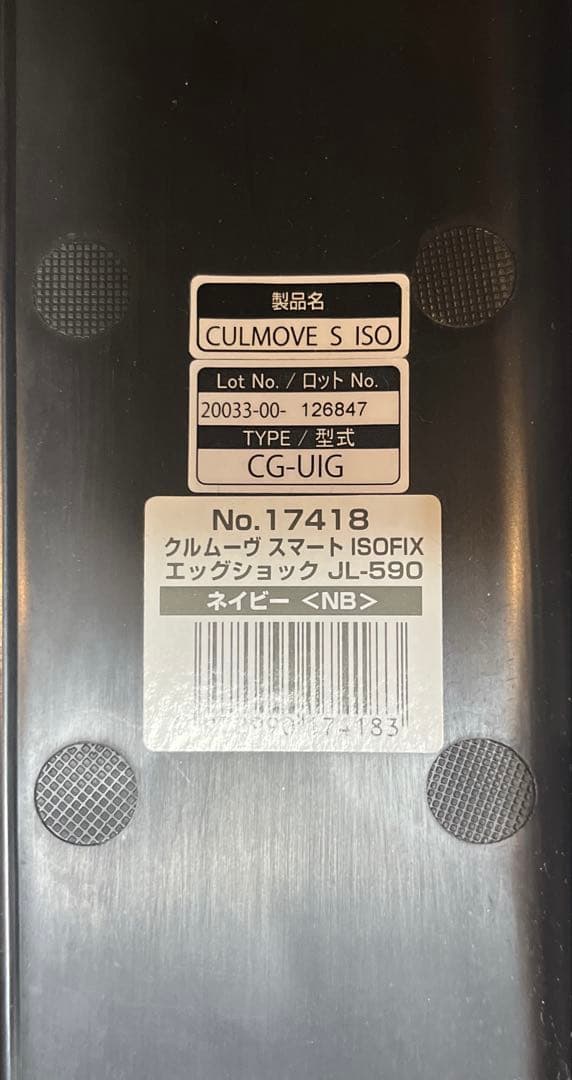 製品名
CULMOVE S ISO
Lot No. / ロット No.
20033-00- 126847
TYPE / 型式
CG-UIG
No.17418
クルムーヴ スマート ISOFIX
エッグショック JL-590
ネイビー <NB>